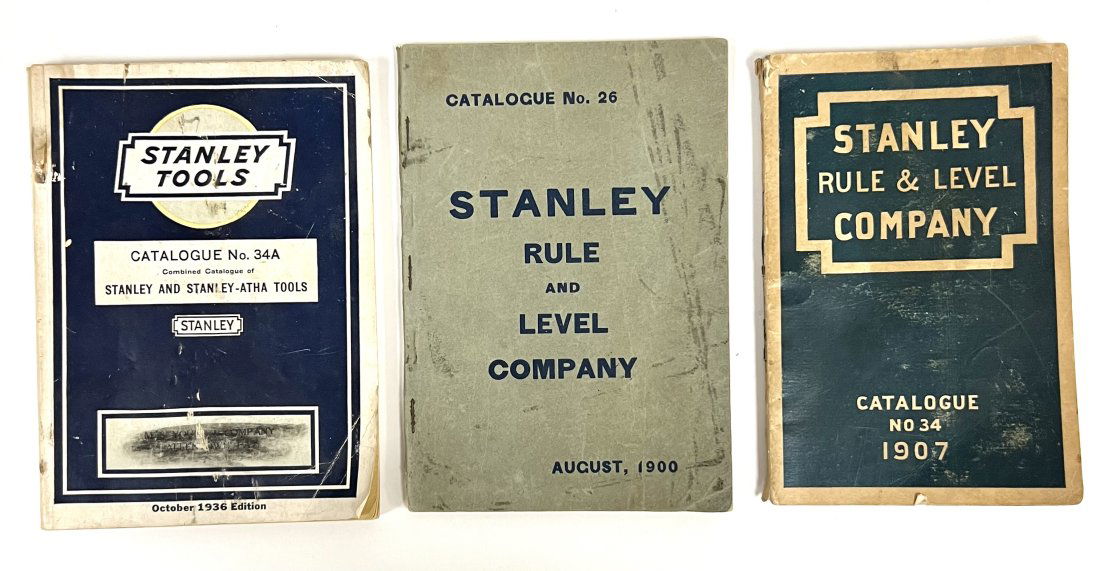 STANLEY
TOOLS
CATALOGUE No. 34A
Combined Catalogue of
STANLEY AND STANLEY-ATHA TOOLS
STANLEY
COMPANY
October 1936 Edition
CATALOGUE No. 26
STANLEY
RULE
AND
LEVEL
COMPANY
AUGUST, 1900
STANLEY
RULE & LEVEL
COMPANY
CATALOGUE
NO 34
1907